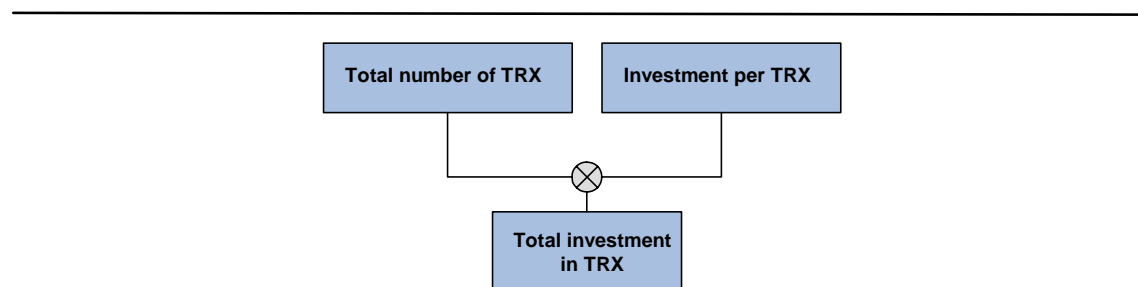 Total number of TRX
Investment per TRX
Total investment
in TRX